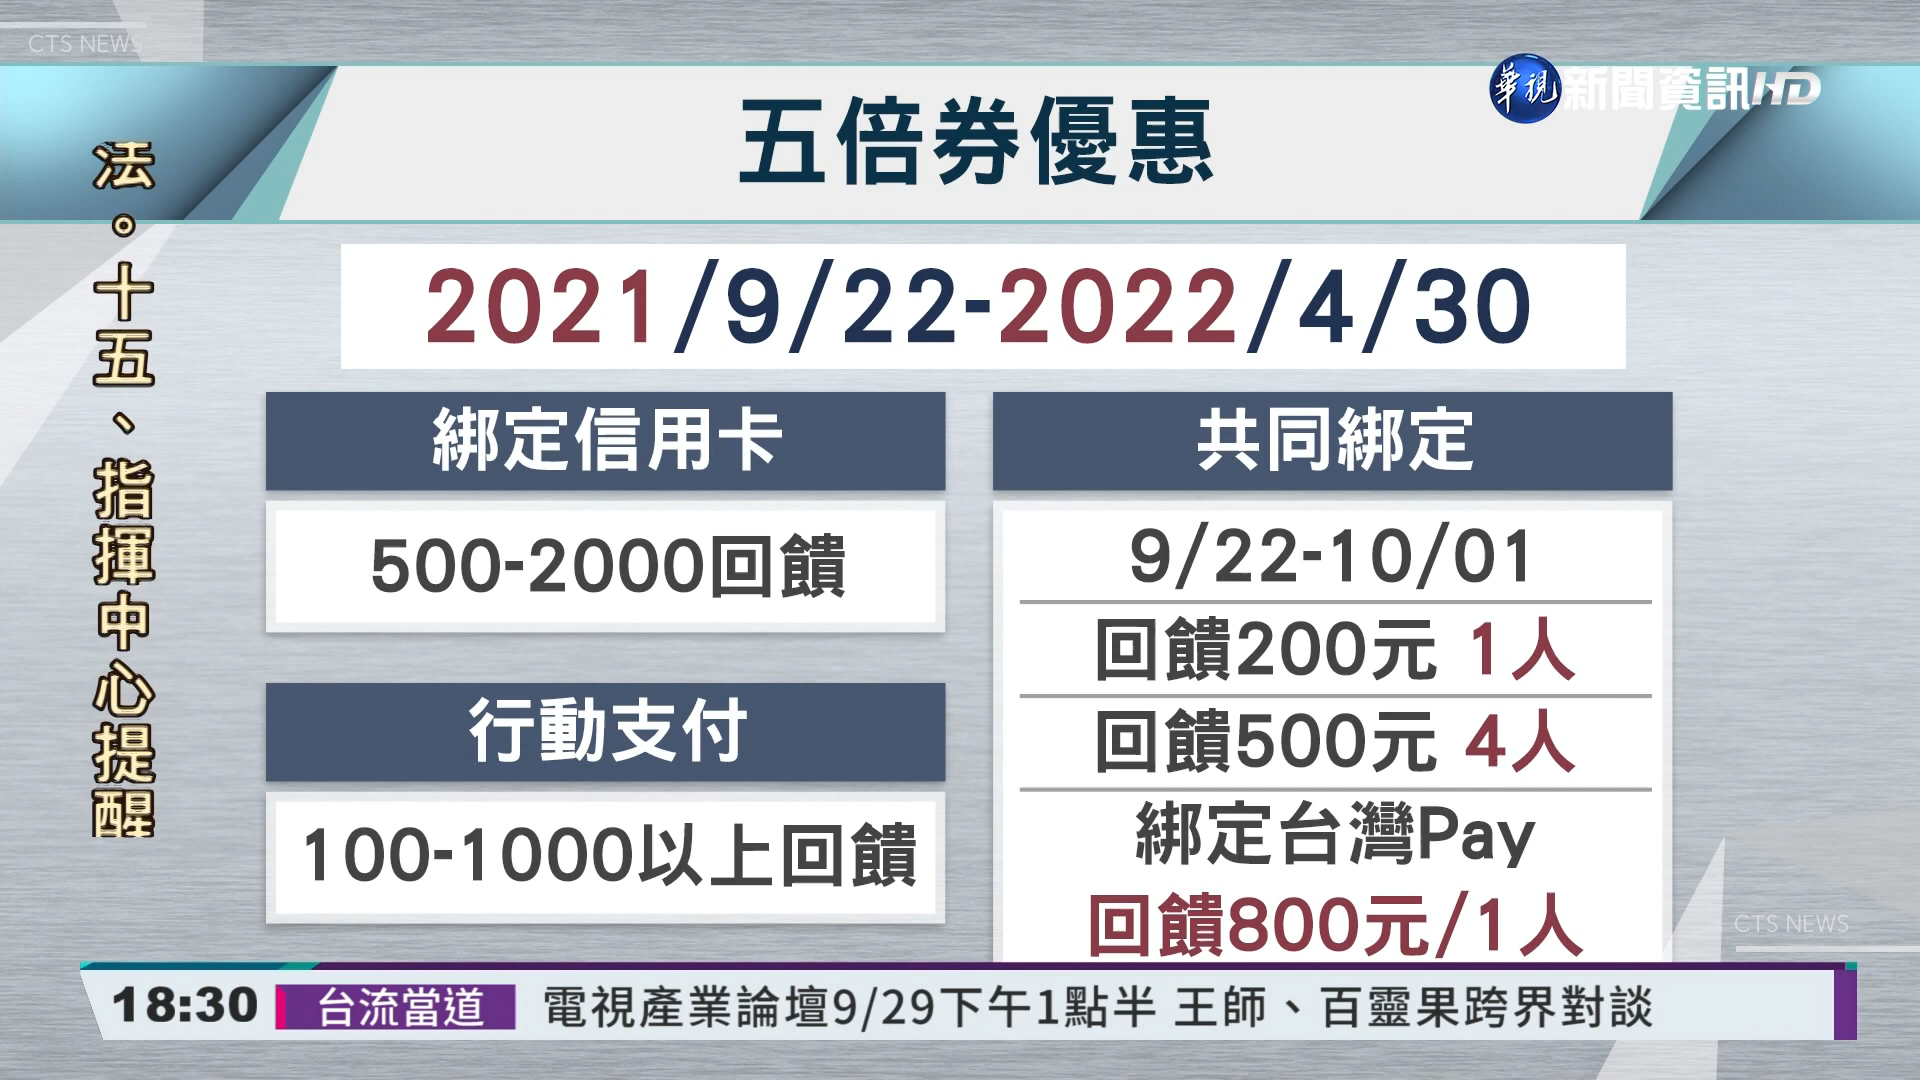 CTS NEWS
華視新聞資訊HD
五倍券優惠
法。十五、指揮中心提醒
2021/9/22-2022/4/30
綁定信用卡
500-2000回饋
行動支付
100-1000以上回饋
共同綁定
9/22-10/01
回饋200元 1人
回饋500元 4人
綁定台灣Pay
回饋800元/1人
CTS NEWS
18:30 台流當道 電視產業論壇9/29下午1點半 王師、百靈果跨界對談